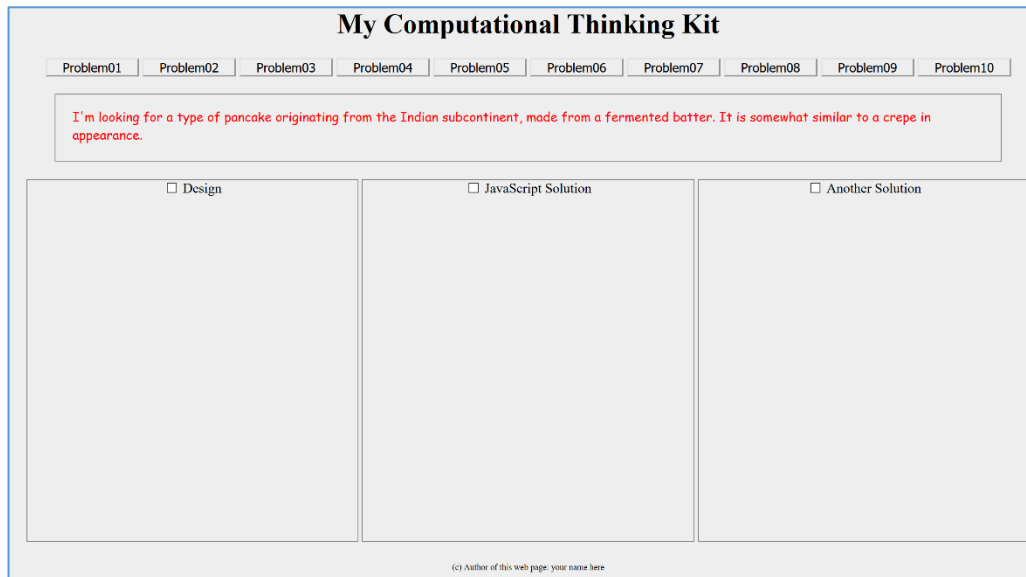 My Computational Thinking Kit
Problem01 Problem02 Problem03 Problem04 Problem05 Problem06 Problem07 Problem08 Problem09 Problem10
I'm looking for a type of pancake originating from the Indian subcontinent, made from a fermented batter. It is somewhat similar to a crepe in
appearance.
Design JavaScript Solution Another Solution
(c) Author of this web page: your name here